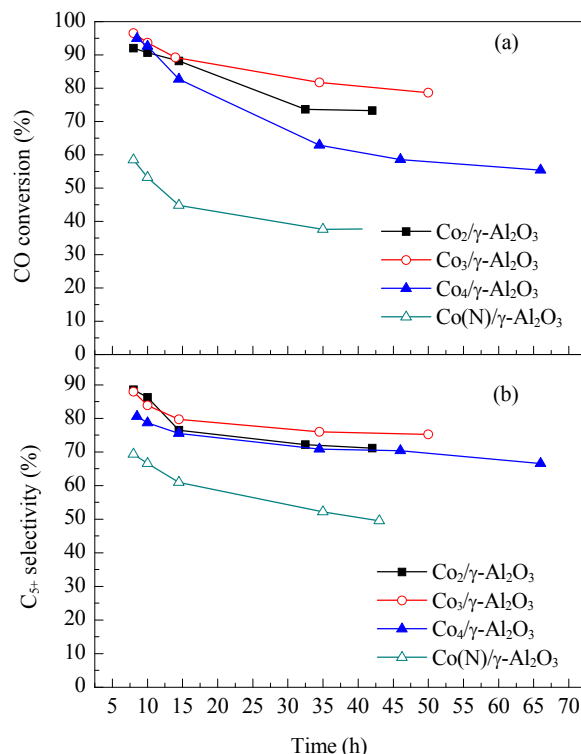 100
(a)
90
80
70
60
50
40
30
20
10
0
CO conversion (%)
Co₂/γ-Al₂O₃
Co₃/γ-Al₂O₃
Co₄/γ-Al₂O₃
Co(N)/γ-Al₂O₃
90
(b)
80
70
60
50
40
30
20
10
0
C₅₊ selectivity (%)
Co₂/γ-Al₂O₃
Co₃/γ-Al₂O₃
Co₄/γ-Al₂O₃
Co(N)/γ-Al₂O₃
5 10 15 20 25 30 35 40 45 50 55 60 65 70
Time (h)